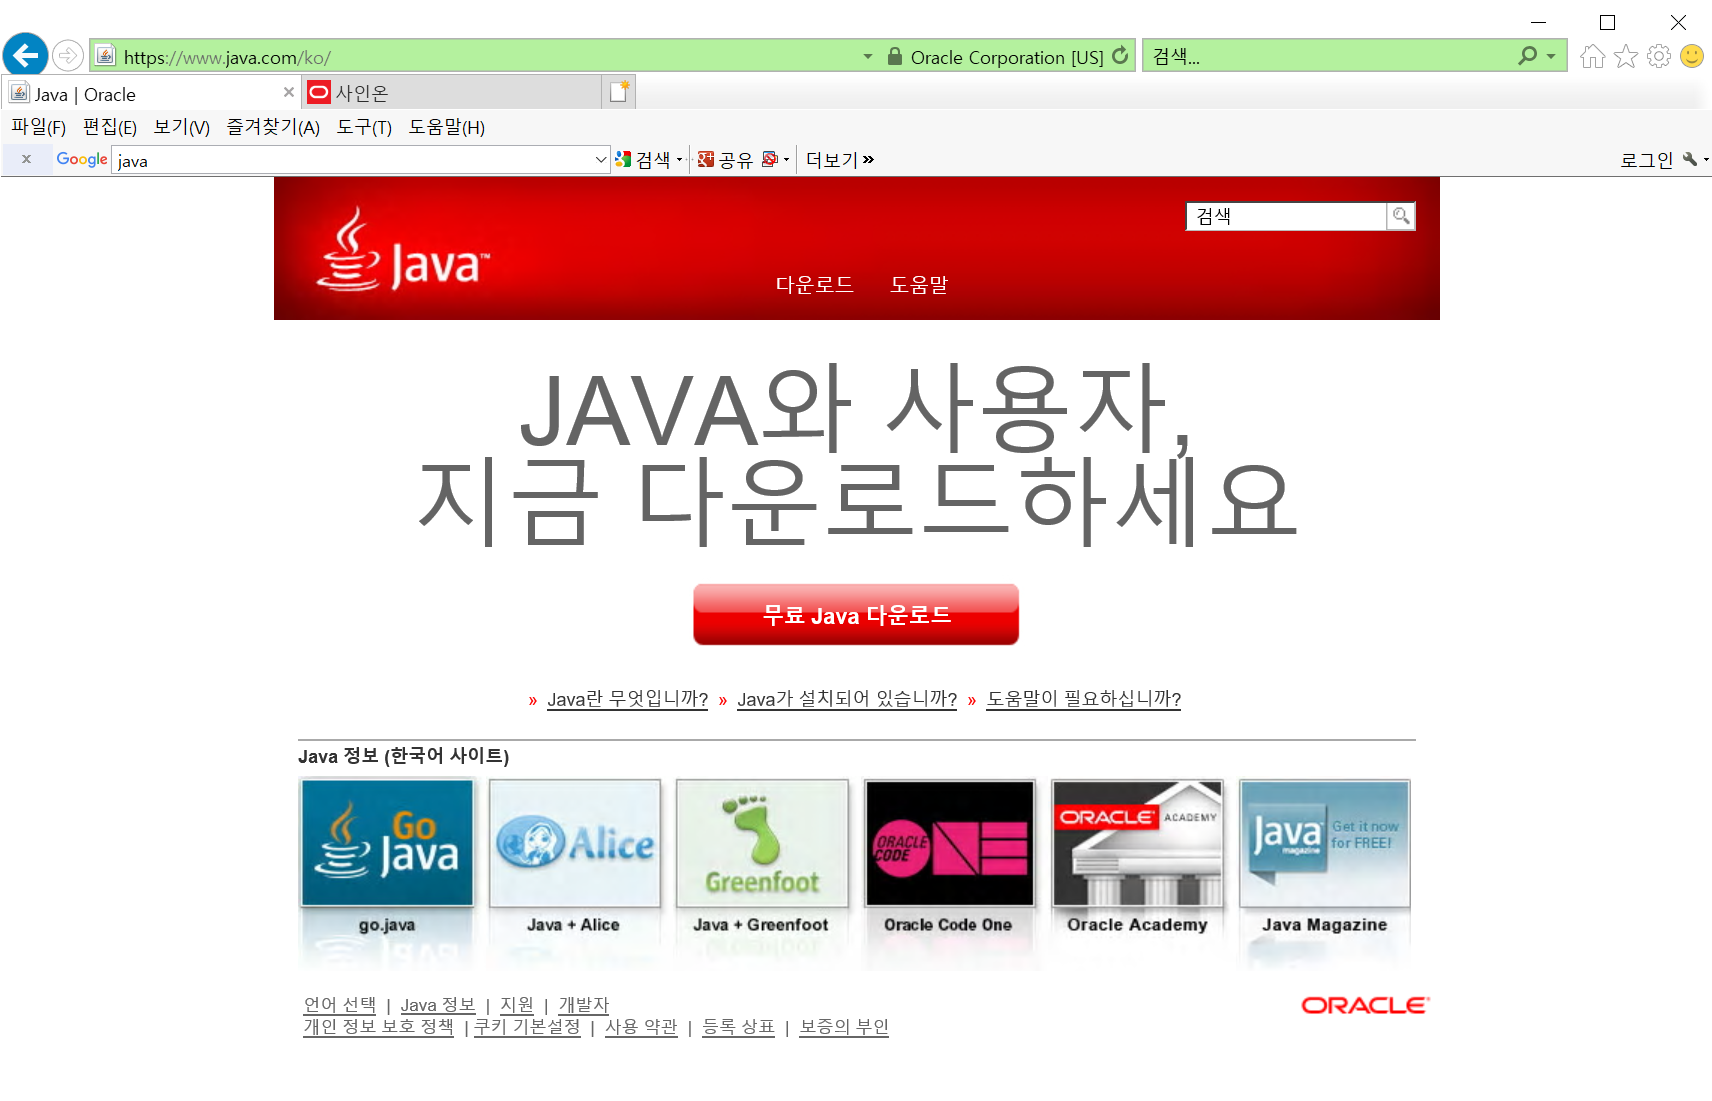 https://www.java.com/ko/ Oracle Corporation [US] 검색...
Java | Oracle 사인온
파일(F) 편집(E) 보기(V) 즐겨찾기(A) 도구(T) 도움말(H)
x Google java 검색 공유 더보기 » 로그인
Java™
검색
다운로드 도움말
JAVA와 사용자,
지금 다운로드하세요
무료 Java 다운로드
» Java란 무엇입니까? » Java가 설치되어 있습니까? » 도움말이 필요하십니까?
Java 정보 (한국어 사이트)
Go
Java
Alice
Greenfoot
ORACLE
CODE
ONE
ORACLE ACADEMY
Java
magazine
Get it now
for FREE!
go.java Java + Alice Java + Greenfoot Oracle Code One Oracle Academy Java Magazine
언어 선택 | Java 정보 | 지원 | 개발자
개인 정보 보호 정책 | 쿠키 기본설정 | 사용 약관 | 등록 상표 | 보증의 부인
ORACLE